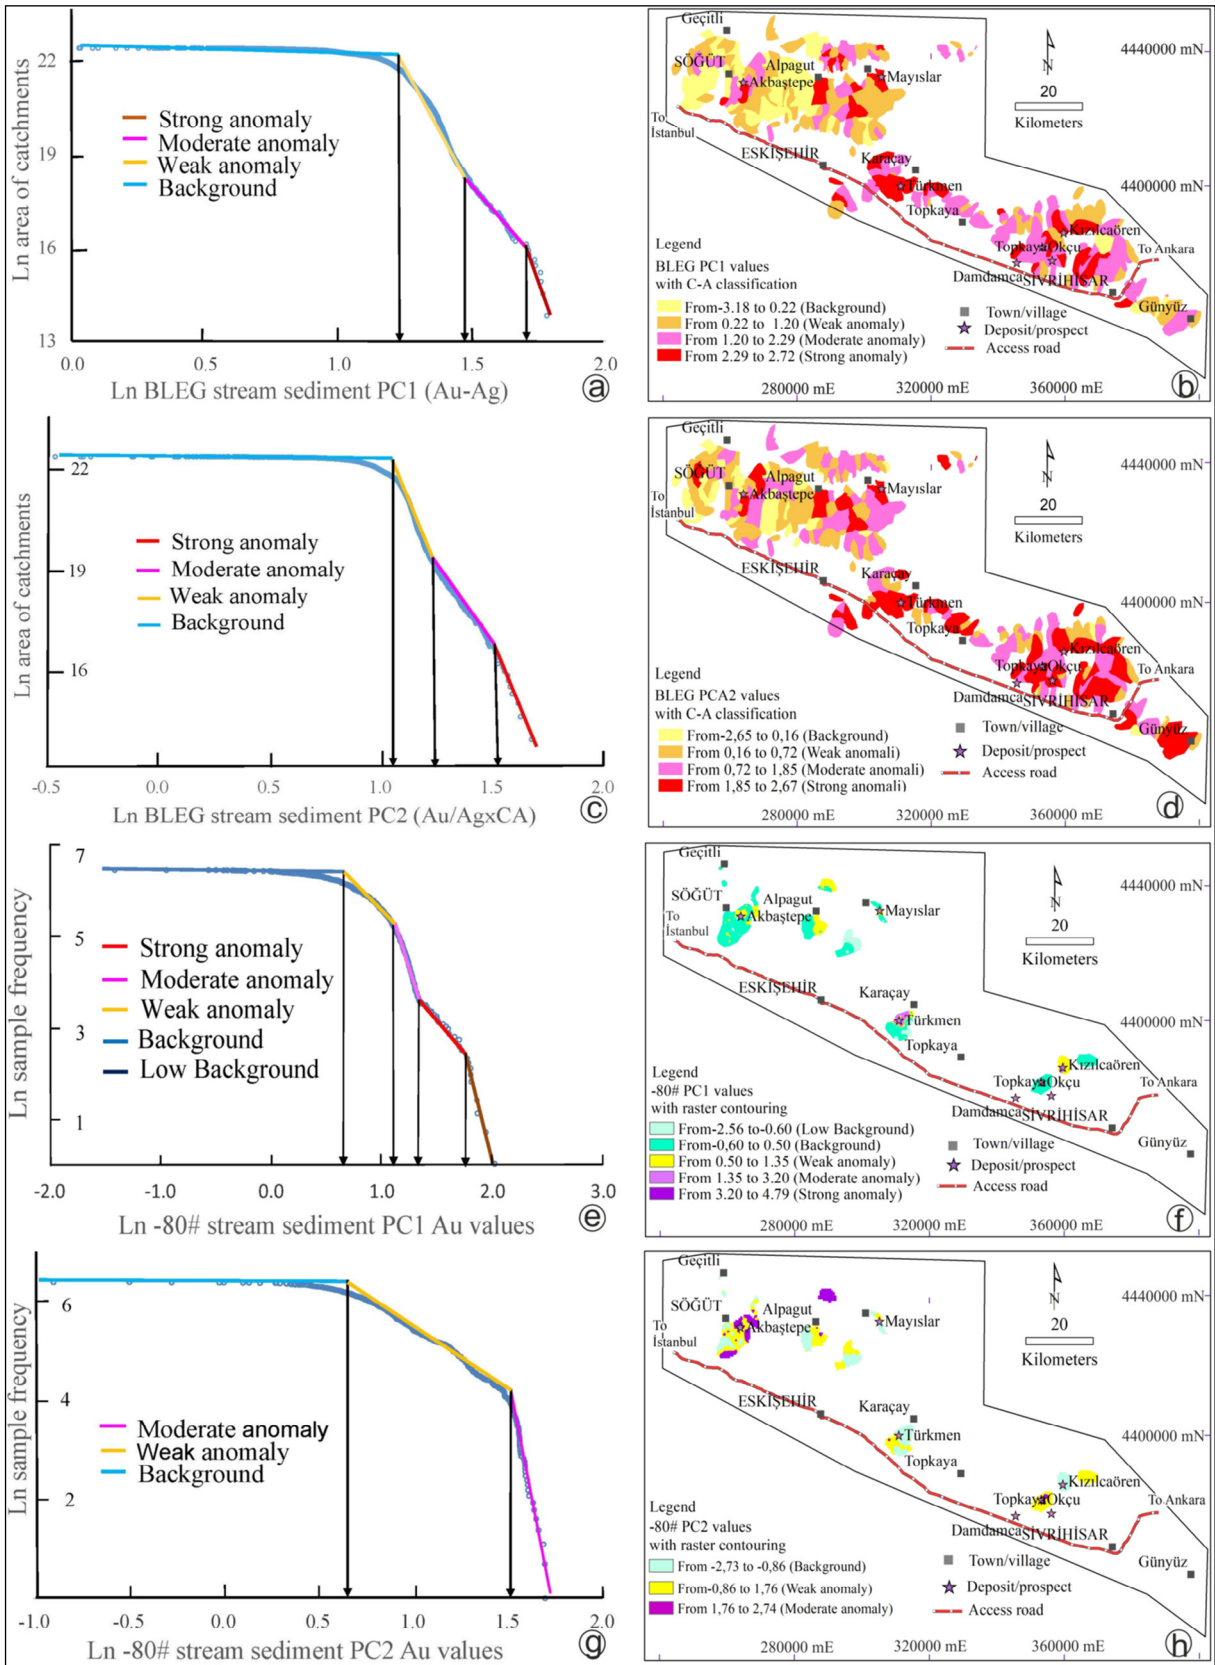 22
19
16
13
0.0
0.5
1.0
1.5
2.0
Ln area of catchments
Strong anomaly
Moderate anomaly
Weak anomaly
Background
Ln BLEG stream sediment PC1 (Au-Ag)
a
Geçitli
SÖĞÜT
Alpagut
Akbaştepe
Mayıslar
To
İstanbul
ESKİŞEHİR
Karaçay
Türkmen
Topkaya
Kızılcaören
Topkaya
Okçu
To Ankara
Damdamca
SİVRİHİSAR
Günyüz
N
20
Kilometers
4440000 mN
4400000 mN
Legend
BLEG PC1 values
with C-A classification
From-3.18 to 0.22 (Background)
From 0.22 to 1.20 (Weak anomaly)
From 1.20 to 2.29 (Moderate anomaly)
From 2.29 to 2.72 (Strong anomaly)
Town/village
Deposit/prospect
Access road
280000 mE
320000 mE
360000 mE
b
22
19
16
-0.5
0.0
0.5
1.0
1.5
2.0
Ln area of catchments
Strong anomaly
Moderate anomaly
Weak anomaly
Background
Ln BLEG stream sediment PC2 (Au/AgxCA)
c
Geçitli
SÖĞÜT
Alpagut
Akbaştepe
Mayıslar
To
İstanbul
ESKİŞEHİR
Karaçay
Türkmen
Topkaya
Kızılcaören
Topkaya
Okçu
To Ankara
Damdamca
SİVRİHİSAR
Günyüz
N
20
Kilometers
4440000 mN
4400000 mN
Legend
BLEG PCA2 values
with C-A classification
From-2,65 to 0,16 (Background)
From 0,16 to 0,72 (Weak anomali)
From 0,72 to 1,85 (Moderate anomali)
From 1,85 to 2,67 (Strong anomali)
Town/village
Deposit/prospect
Access road
280000 mE
320000 mE
360000 mE
d
7
5
3
1
-2.0
-1.0
0.0
1.0
2.0
3.0
Ln sample frequency
Strong anomaly
Moderate anomaly
Weak anomaly
Background
Low Background
Ln -80# stream sediment PC1 Au values
e
Geçitli
SÖĞÜT
Alpagut
Akbaştepe
Mayıslar
To
İstanbul
ESKİŞEHİR
Karaçay
Türkmen
Topkaya
Kızılcaören
Topkaya
Okçu
To Ankara
Damdamca
SİVRİHİSAR
Günyüz
N
20
Kilometers
4440000 mN
4400000 mN
Legend
-80# PC1 values
with raster contouring
From-2.56 to-0.60 (Low Background)
From-0,60 to 0.50 (Background)
From 0.50 to 1.35 (Weak anomaly)
From 1.35 to 3.20 (Moderate anomaly)
From 3.20 to 4.79 (Strong anomaly)
Town/village
Deposit/prospect
Access road
280000 mE
320000 mE
360000 mE
f
6
4
2
-1.0
-0.5
0.0
0.5
1.0
1.5
2.0
Ln sample frequency
Moderate anomaly
Weak anomaly
Background
Ln -80# stream sediment PC2 Au values
g
Geçitli
SÖĞÜT
Alpagut
Akbaştepe
Mayıslar
To
İstanbul
ESKİŞEHİR
Karaçay
Türkmen
Topkaya
Kızılcaören
Topkaya
Okçu
To Ankara
Damdamca
SİVRİHİSAR
Günyüz
N
20
Kilometers
4440000 mN
4400000 mN
Legend
-80# PC2 values
with raster contouring
From -2,73 to -0,86 (Background)
From-0,86 to 1,76 (Weak anomaly)
From 1,76 to 2,74 (Moderate anomaly)
Town/village
Deposit/prospect
Access road
280000 mE
320000 mE
360000 mE
h